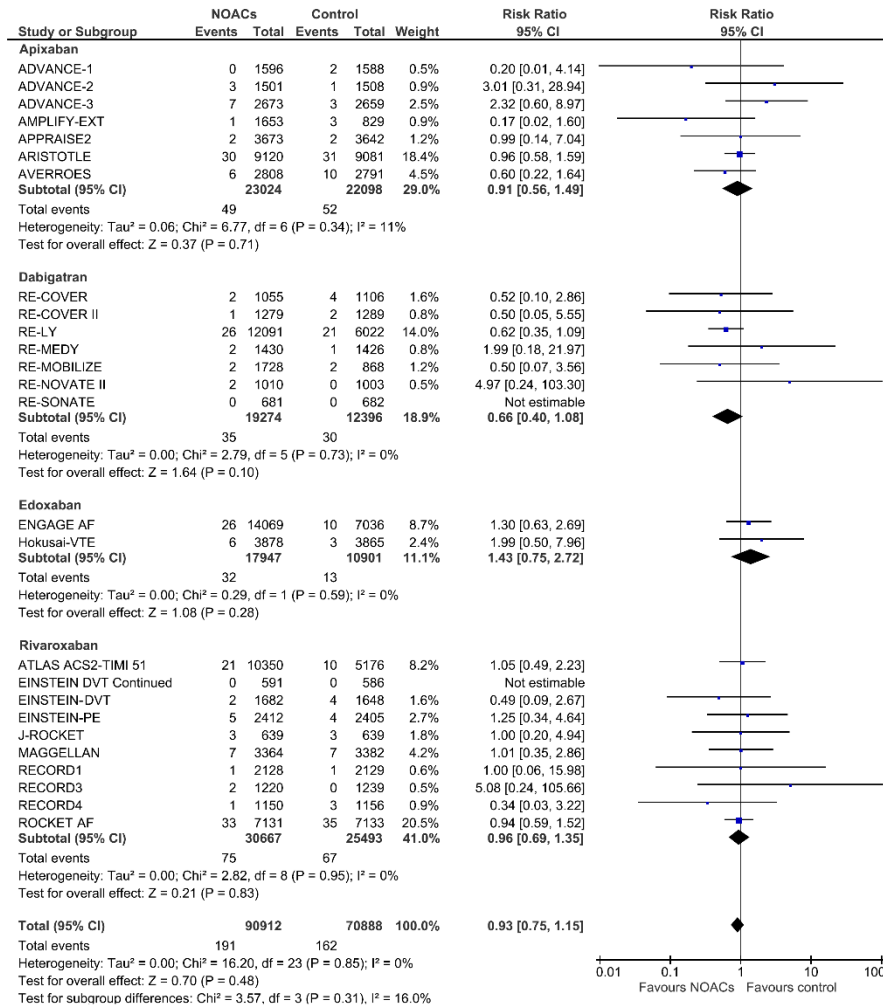 NOACs Control Risk Ratio Risk Ratio
Study or Subgroup Events Total Events Total Weight 95% CI 95% CI
Apixaban
ADVANCE-1 0 1596 2 1588 0.5% 0.20 [0.01, 4.14]
ADVANCE-2 3 1501 1 1508 0.9% 3.01 [0.31, 28.94]
ADVANCE-3 7 2673 3 2659 2.5% 2.32 [0.60, 8.97]
AMPLIFY-EXT 1 1653 3 829 0.9% 0.17 [0.02, 1.60]
APPRAISE2 2 3673 2 3642 1.2% 0.99 [0.14, 7.04]
ARISTOTLE 30 9120 31 9081 18.4% 0.96 [0.58, 1.59]
AVERROES 6 2808 10 2791 4.5% 0.60 [0.22, 1.64]
Subtotal (95% CI) 23024 22098 29.0% 0.91 [0.56, 1.49]
Total events 49 52
Heterogeneity: Tau² = 0.06; Chi² = 6.77, df = 6 (P = 0.34); I² = 11%
Test for overall effect: Z = 0.37 (P = 0.71)
Dabigatran
RE-COVER 2 1055 4 1106 1.6% 0.52 [0.10, 2.86]
RE-COVER II 1 1279 2 1289 0.9% 0.50 [0.05, 5.55]
RE-LY 26 12091 21 6022 14.0% 0.62 [0.35, 1.09]
RE-MEDY 2 1430 1 1426 0.8% 1.99 [0.18, 21.97]
RE-MOBILIZE 2 1728 2 868 1.2% 0.50 [0.07, 3.56]
RE-NOVATE II 2 1010 0 1003 0.5% 4.97 [0.24, 103.30]
RE-SONATE 0 681 0 682 Not estimable
Subtotal (95% CI) 19274 12396 18.9% 0.66 [0.40, 1.08]
Total events 35 30
Heterogeneity: Tau² = 0.00; Chi² = 2.79, df = 5 (P = 0.73); I² = 0%
Test for overall effect: Z = 1.64 (P = 0.10)
Edoxaban
ENGAGE AF 26 14069 10 7036 8.7% 1.30 [0.63, 2.69]
Hokusai-VTE 6 3878 3 3865 2.4% 1.99 [0.50, 7.96]
Subtotal (95% CI) 17947 10901 11.1% 1.43 [0.75, 2.72]
Total events 32 13
Heterogeneity: Tau² = 0.00; Chi² = 0.29, df = 1 (P = 0.59); I² = 0%
Test for overall effect: Z = 1.08 (P = 0.28)
Rivaroxaban
ATLAS ACS2-TIMI 51 21 10350 10 5176 8.2% 1.05 [0.49, 2.23]
EINSTEIN DVT Continued 0 591 0 586 Not estimable
EINSTEIN-DVT 2 1682 4 1648 1.6% 0.49 [0.09, 2.67]
EINSTEIN-PE 5 2412 4 2405 2.7% 1.25 [0.34, 4.64]
J-ROCKET 3 639 3 639 1.8% 1.00 [0.20, 4.94]
MAGGELLAN 7 3364 7 3382 4.2% 1.01 [0.35, 2.86]
RECORD1 1 2128 1 2129 0.6% 1.00 [0.06, 15.98]
RECORD3 2 1220 0 1239 0.5% 5.08 [0.24, 105.66]
RECORD4 1 1150 3 1156 0.9% 0.34 [0.03, 3.22]
ROCKET AF 33 7131 35 7133 20.5% 0.94 [0.59, 1.52]
Subtotal (95% CI) 30667 25493 41.0% 0.96 [0.69, 1.35]
Total events 75 67
Heterogeneity: Tau² = 0.00; Chi² = 2.82, df = 8 (P = 0.95); I² = 0%
Test for overall effect: Z = 0.21 (P = 0.83)
Total (95% CI) 90912 70888 100.0% 0.93 [0.75, 1.15]
Total events 191 162
Heterogeneity: Tau² = 0.00; Chi² = 16.20, df = 23 (P = 0.85); I² = 0%
Test for overall effect: Z = 0.70 (P = 0.48)
Test for subgroup differences: Chi² = 3.57, df = 3 (P = 0.31), I² = 16.0%
0.01 0.1 1 10 100
Favours NOACs Favours control